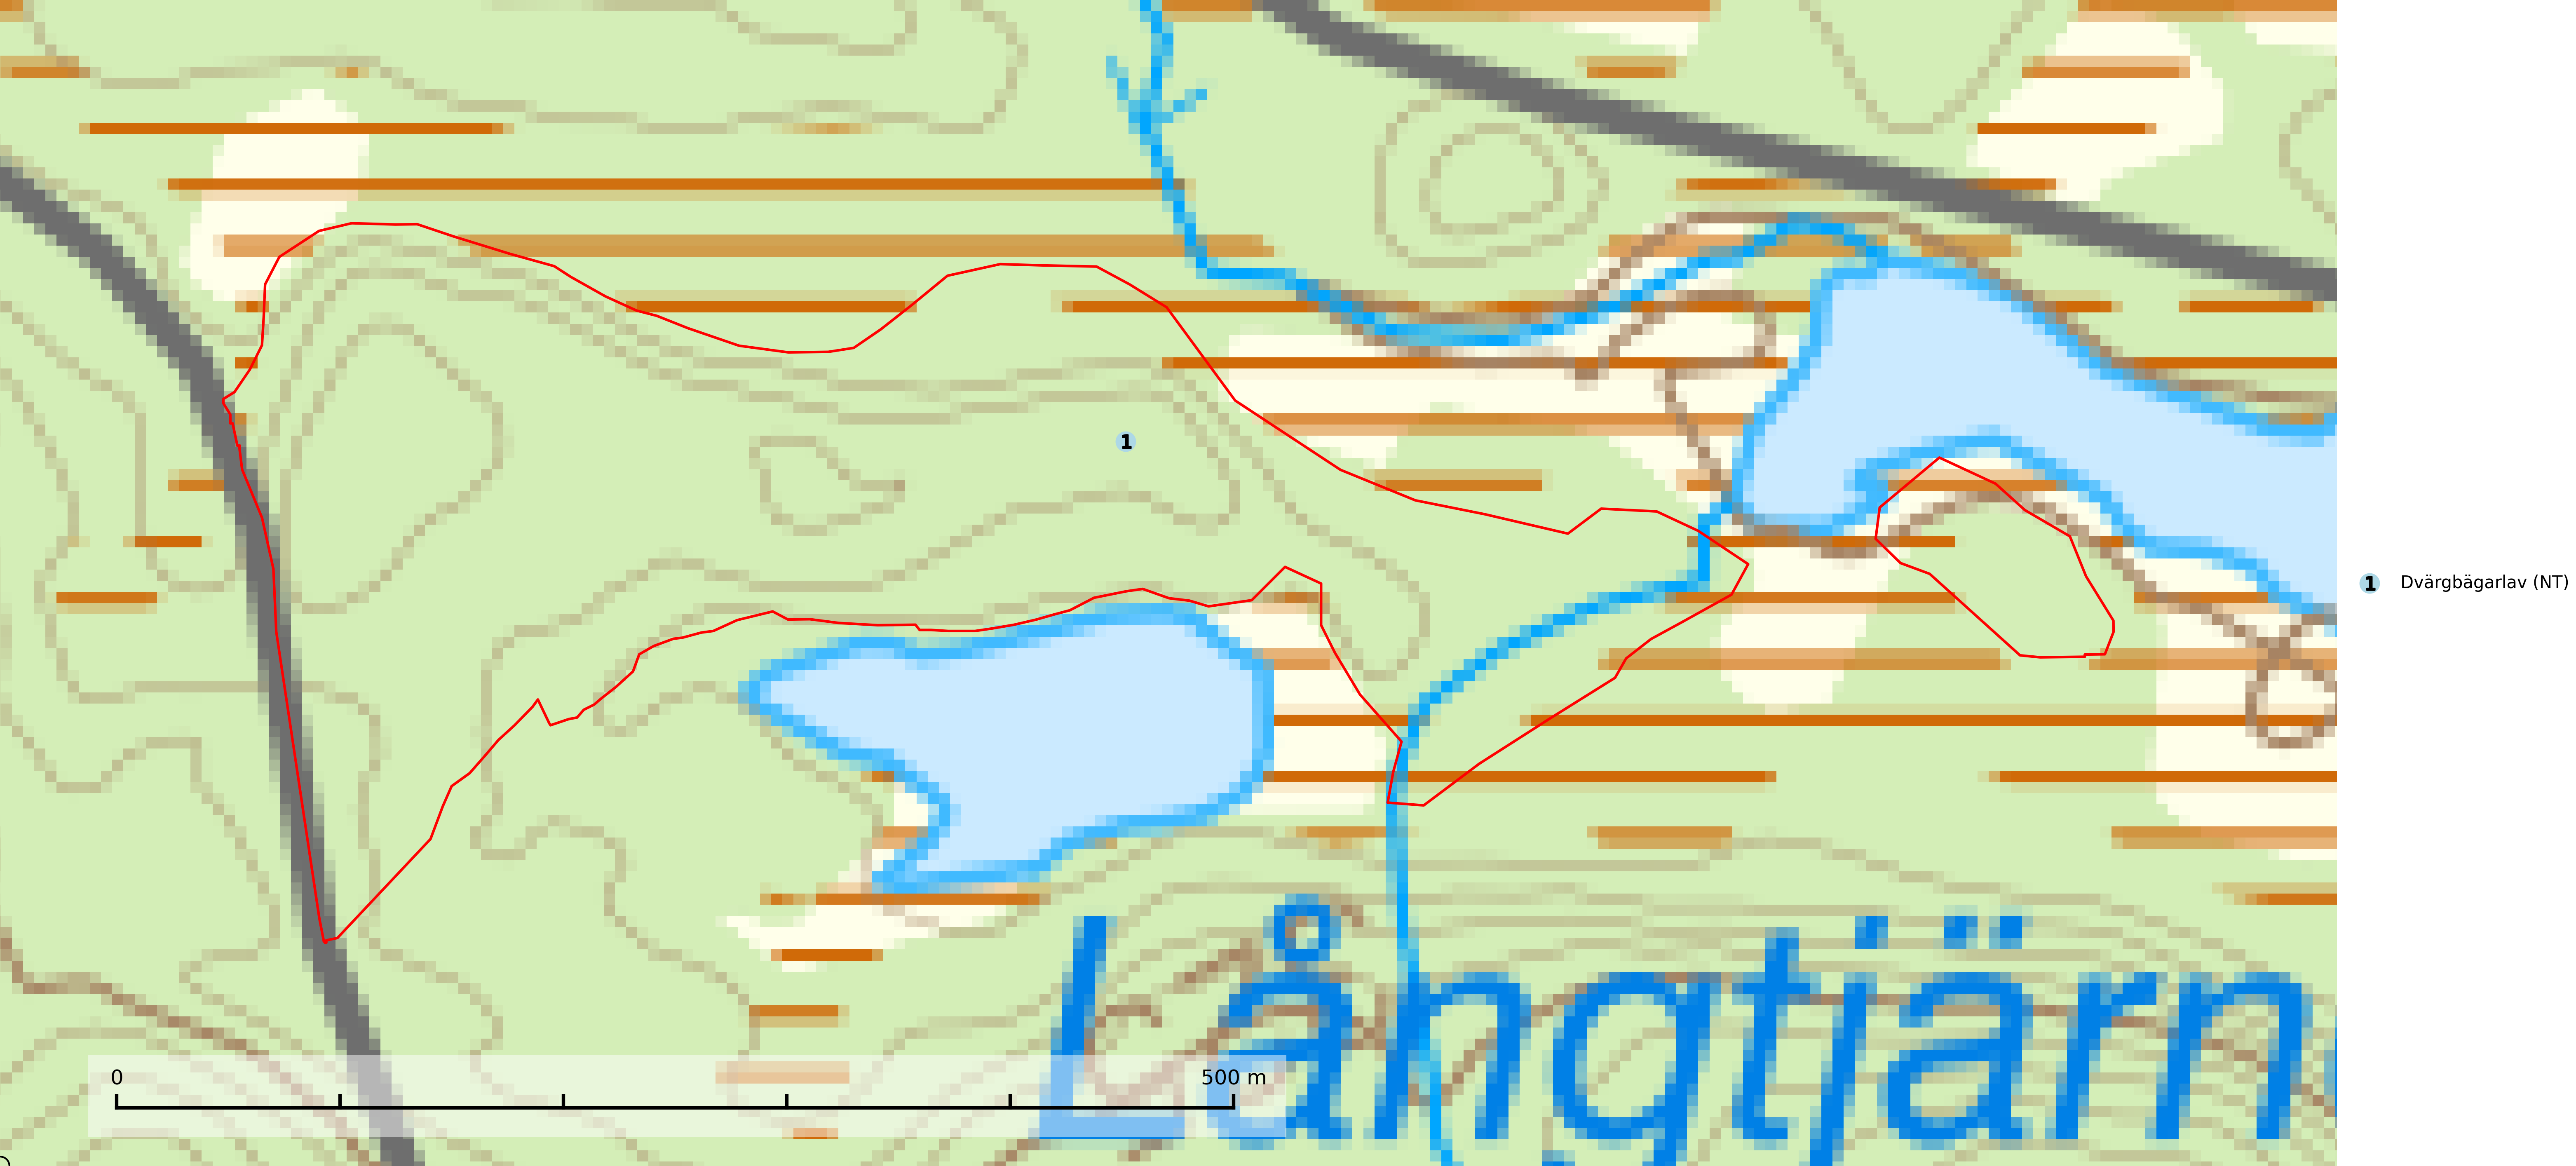 1
1 Dvärgbägarlav (NT)
Långtjärn
0 500 m